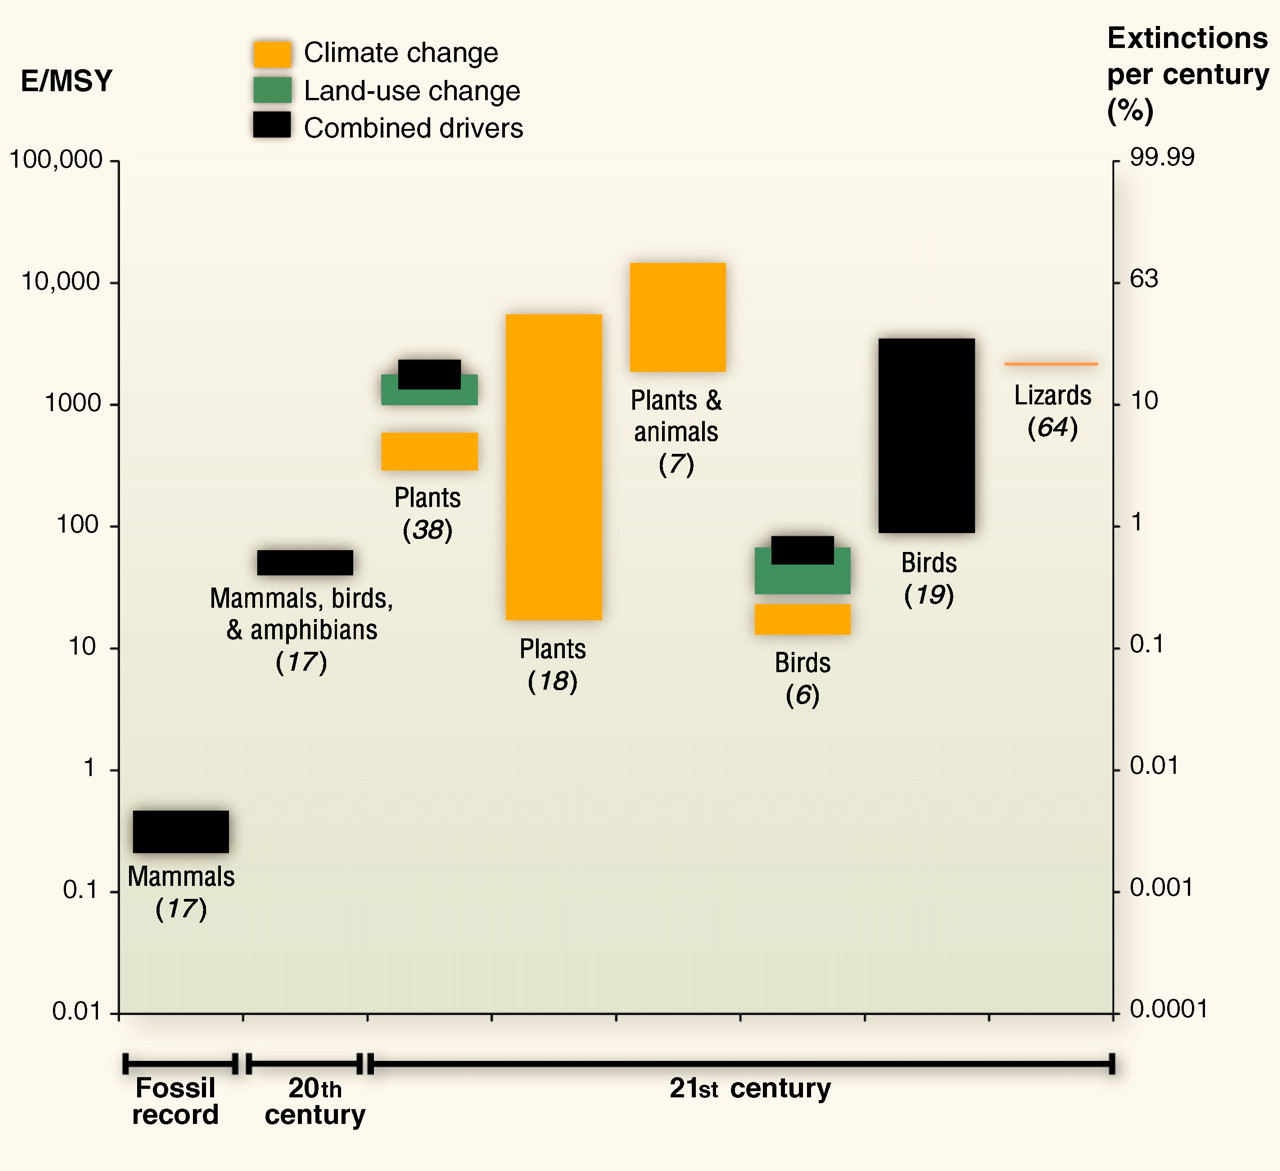 E/MSY
Climate change
Land-use change
Combined drivers
Extinctions
per century
(%)
100,000
10,000
1000
100
10
1
0.1
0.01
99.99
63
10
1
0.1
0.01
0.001
0.0001
Mammals
(17)
Mammals, birds,
& amphibians
(17)
Plants
(38)
Plants
(18)
Plants &
animals
(7)
Birds
(6)
Birds
(19)
Lizards
(64)
Fossil
record
20th
century
21st century